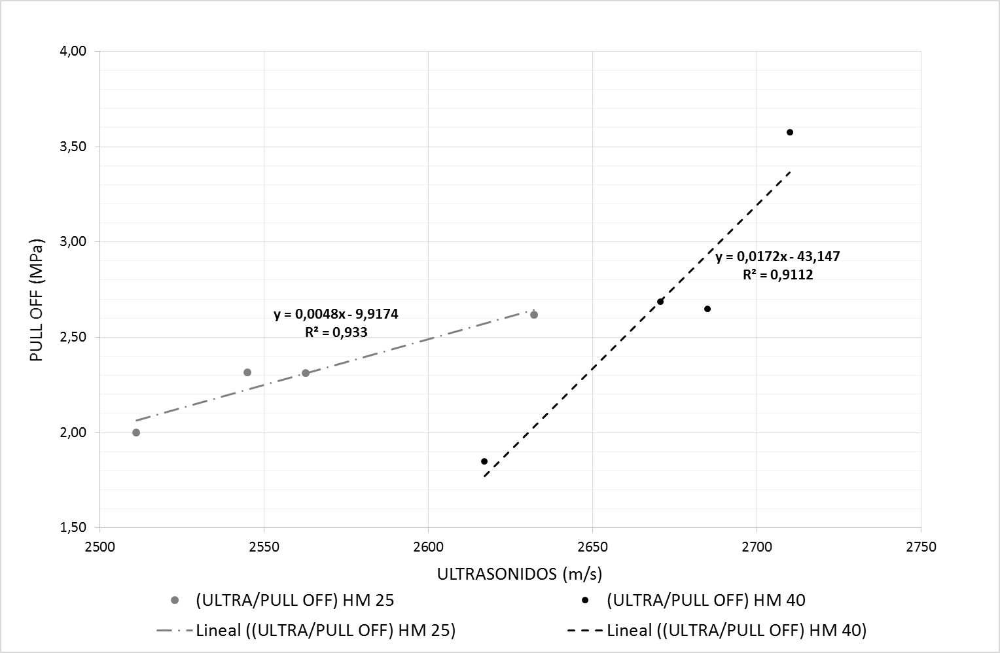 4,00
3,50
3,00
2,50
2,00
1,50
PULL OFF (MPa)
y = 0,0048x - 9,9174
R² = 0,933
y = 0,0172x - 43,147
R² = 0,9112
2500 2550 2600 2650 2700 2750
ULTRASONIDOS (m/s)
(ULTRA/PULL OFF) HM 25
(ULTRA/PULL OFF) HM 40
Lineal ((ULTRA/PULL OFF) HM 25)
Lineal ((ULTRA/PULL OFF) HM 40)